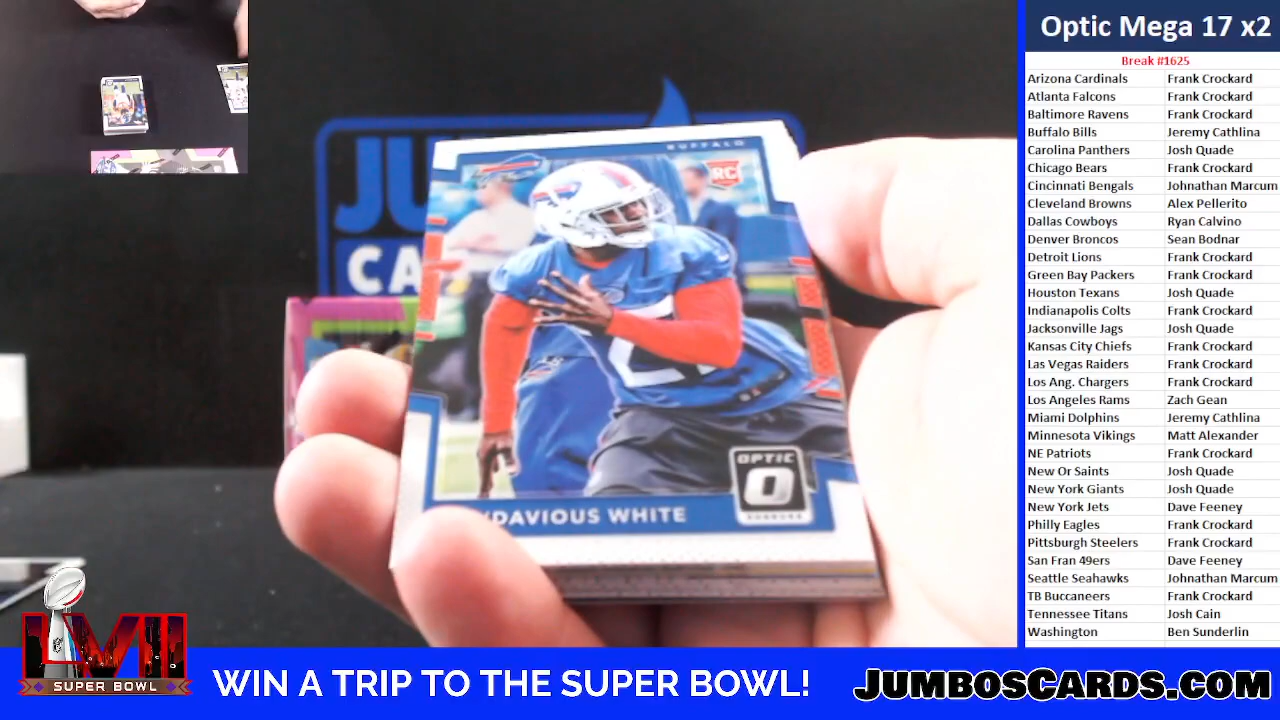 Optic Mega 17 x2
Break #1625
Arizona Cardinals Frank Crockard
Atlanta Falcons Frank Crockard
Baltimore Ravens Frank Crockard
Buffalo Bills Jeremy Cathlina
Carolina Panthers Josh Quade
Chicago Bears Frank Crockard
Cincinnati Bengals Johnathan Marcum
Cleveland Browns Alex Pellerito
Dallas Cowboys Ryan Calvino
Denver Broncos Sean Bodnar
Detroit Lions Frank Crockard
Green Bay Packers Frank Crockard
Houston Texans Josh Quade
Indianapolis Colts Frank Crockard
Jacksonville Jags Josh Quade
Kansas City Chiefs Frank Crockard
Las Vegas Raiders Frank Crockard
Los Ang. Chargers Frank Crockard
Los Angeles Rams Zach Gean
Miami Dolphins Jeremy Cathlina
Minnesota Vikings Matt Alexander
NE Patriots Frank Crockard
New Or Saints Josh Quade
New York Giants Josh Quade
New York Jets Dave Feeney
Philly Eagles Frank Crockard
Pittsburgh Steelers Frank Crockard
San Fran 49ers Dave Feeney
Seattle Seahawks Johnathan Marcum
TB Buccaneers Frank Crockard
Tennessee Titans Josh Cain
Washington Ben Sunderlin
JU
CA
BUFFALO
RC
OPTIC
O
DONRUSS
DAVIOUS WHITE
LVII
SUPER BOWL
WIN A TRIP TO THE SUPER BOWL!
JUMBOSCARDS.COM